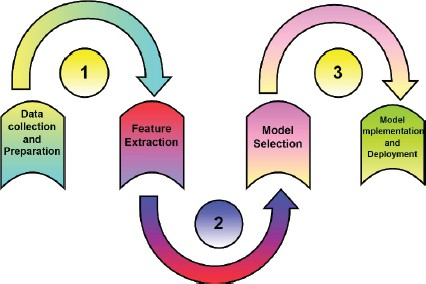 1
3
Data
collection
and
Preparation
Feature
Extraction
Model
Selection
Model
mplementation
and
Deployment
2